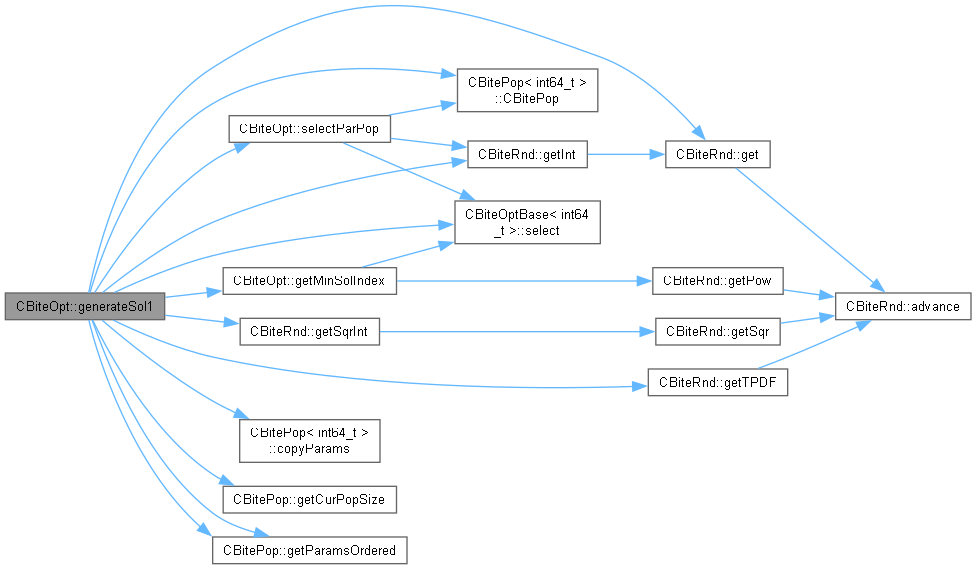 CBitePop< int64_t >
::CBitePop
CBiteOpt::selectParPop
CBiteRnd::getInt
CBiteRnd::get
CBiteOptBase< int64
_t >::select
CBiteOpt::getMinSolIndex
CBiteRnd::getPow
CBiteOpt::generateSol1
CBiteRnd::advance
CBiteRnd::getSqrInt
CBiteRnd::getSqr
CBiteRnd::getTPDF
CBitePop< int64_t >
::copyParams
CBitePop::getCurPopSize
CBitePop::getParamsOrdered